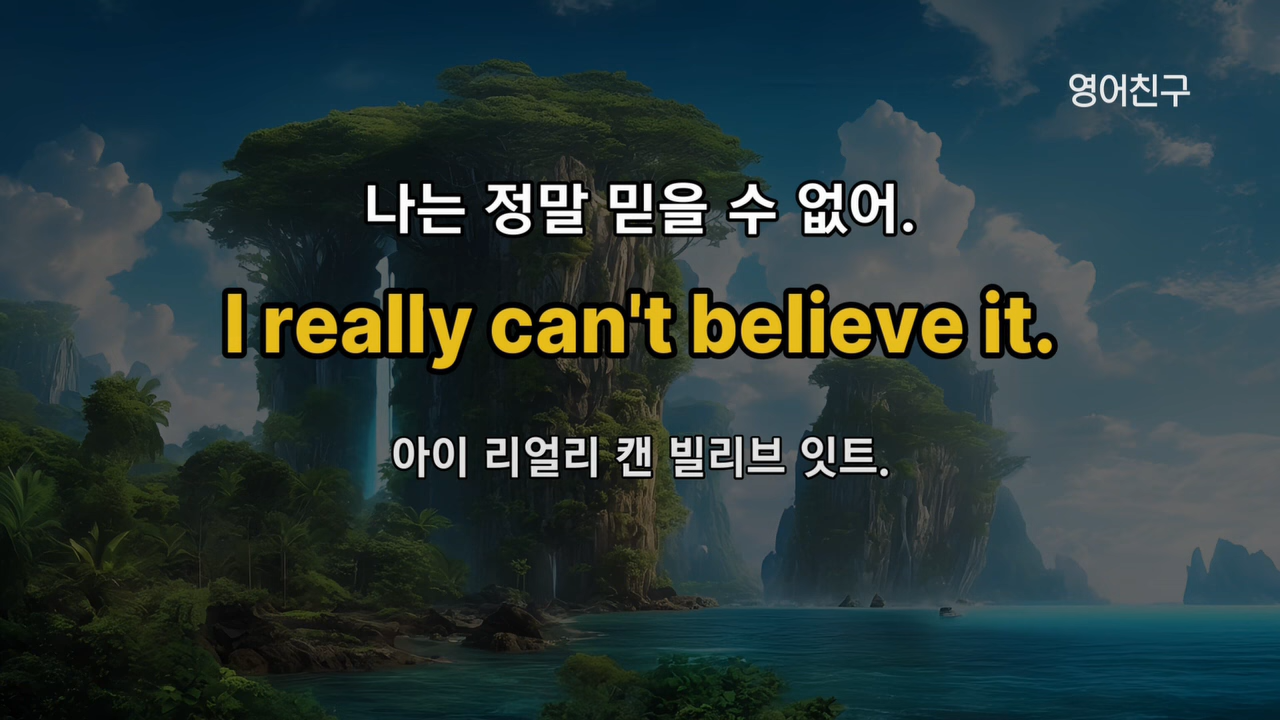 영어친구
나는 정말 믿을 수 없어.
I really can't believe it.
아이 리얼리 캔 빌리브 잇트.